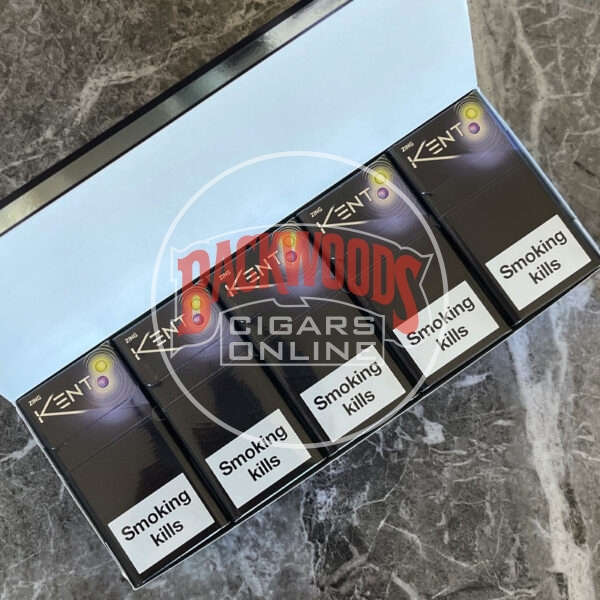 ZING
KENT
Smoking
kills
ZING
KENT
Smoking
kills
ZING
KENT
Smoking
kills
ZING
KENT
Smoking
kills
ZING
KENT
Smoking
kills
BACKWOODS
CIGARS
ONLINE